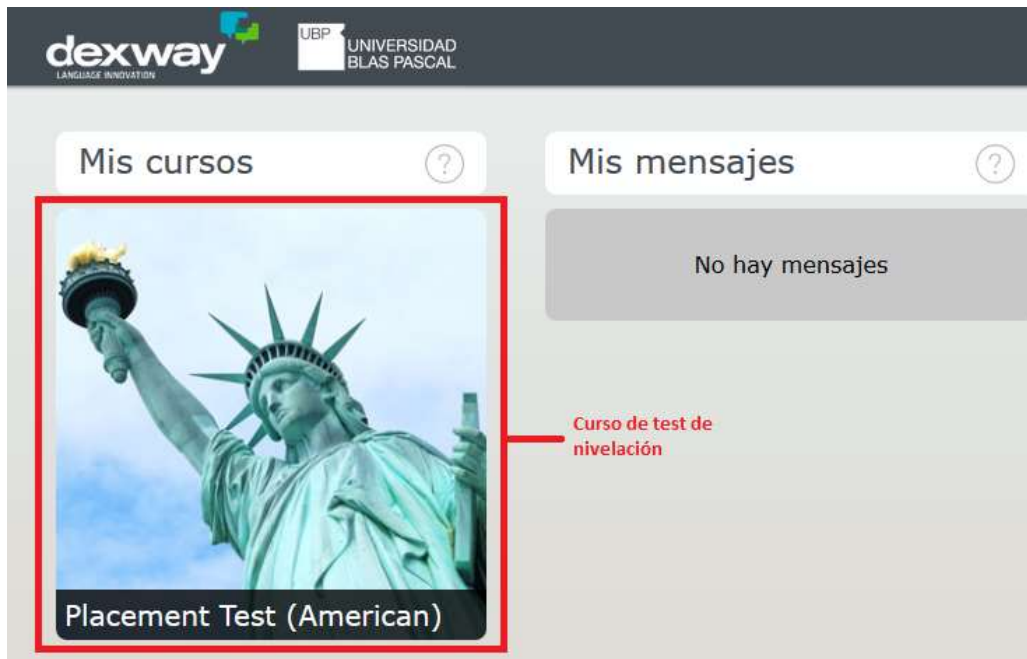 dexway
LANGUAGE INNOVATION
UBP
UNIVERSIDAD
BLAS PASCAL
Mis cursos ?
Mis mensajes ?
No hay mensajes
Curso de test de
nivelación
Placement Test (American)